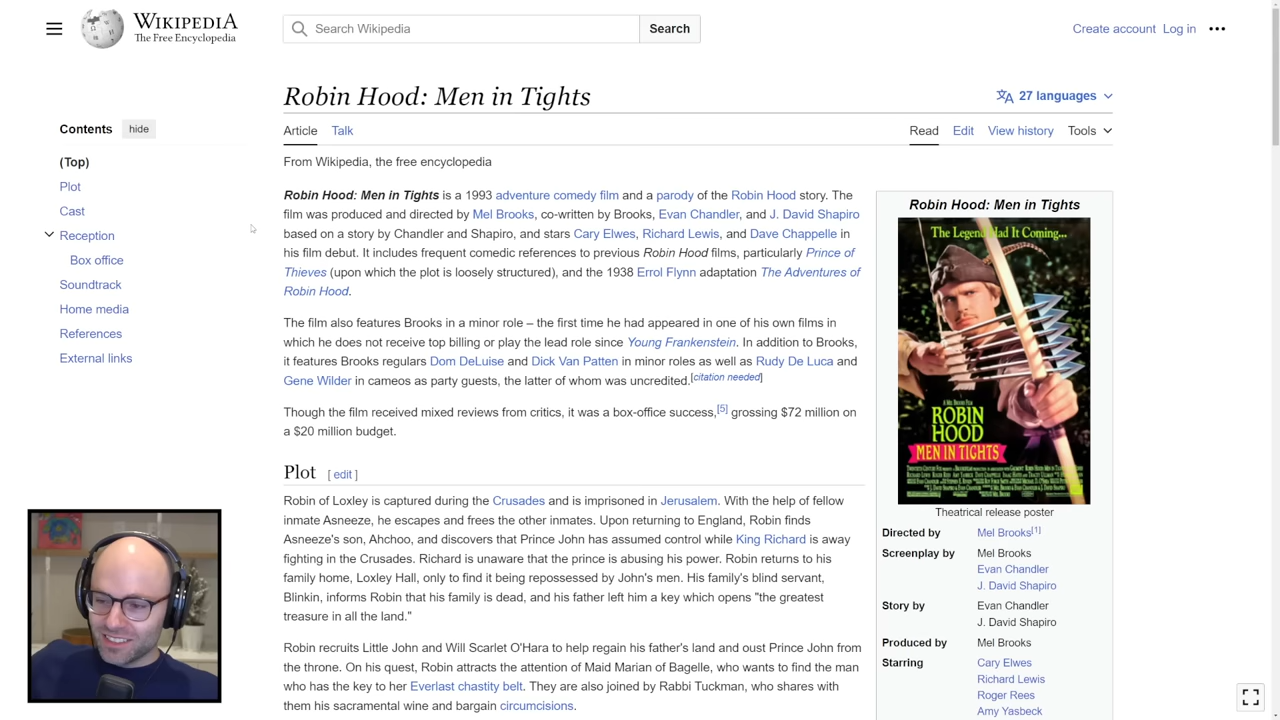 WIKIPEDIA
The Free Encyclopedia
Search Wikipedia
Search
Create account Log in
Robin Hood: Men in Tights
27 languages
Contents hide
(Top)
Plot
Cast
Reception
Box office
Soundtrack
Home media
References
External links
Article Talk
Read Edit View history Tools
From Wikipedia, the free encyclopedia
Robin Hood: Men in Tights is a 1993 adventure comedy film and a parody of the Robin Hood story. The
film was produced and directed by Mel Brooks, co-written by Brooks, Evan Chandler, and J. David Shapiro
based on a story by Chandler and Shapiro, and stars Cary Elwes, Richard Lewis, and Dave Chappelle in
his film debut. It includes frequent comedic references to previous Robin Hood films, particularly Prince of
Thieves (upon which the plot is loosely structured), and the 1938 Errol Flynn adaptation The Adventures of
Robin Hood.
The film also features Brooks in a minor role – the first time he had appeared in one of his own films in
which he does not receive top billing or play the lead role since Young Frankenstein. In addition to Brooks,
it features Brooks regulars Dom DeLuise and Dick Van Patten in minor roles as well as Rudy De Luca and
Gene Wilder in cameos as party guests, the latter of whom was uncredited.[citation needed]
Though the film received mixed reviews from critics, it was a box-office success,[5] grossing $72 million on
a $20 million budget.
Plot [ edit ]
Robin of Loxley is captured during the Crusades and is imprisoned in Jerusalem. With the help of fellow
inmate Asneeze, he escapes and frees the other inmates. Upon returning to England, Robin finds
Asneeze's son, Ahchoo, and discovers that Prince John has assumed control while King Richard is away
fighting in the Crusades. Richard is unaware that the prince is abusing his power. Robin returns to his
family home, Loxley Hall, only to find it being repossessed by John's men. His family's blind servant,
Blinkin, informs Robin that his family is dead, and his father left him a key which opens "the greatest
treasure in all the land."
Robin recruits Little John and Will Scarlet O'Hara to help regain his father's land and oust Prince John from
the throne. On his quest, Robin attracts the attention of Maid Marian of Bagelle, who wants to find the man
who has the key to her Everlast chastity belt. They are also joined by Rabbi Tuckman, who shares with
them his sacramental wine and bargain circumcisions.
Robin Hood: Men in Tights
The Legend Had It Coming...
ROBIN
HOOD
MEN IN TIGHTS
Theatrical release poster
Directed by Mel Brooks[1]
Screenplay by Mel Brooks
Evan Chandler
J. David Shapiro
Story by Evan Chandler
J. David Shapiro
Produced by Mel Brooks
Starring Cary Elwes
Richard Lewis
Roger Rees
Amy Yasbeck